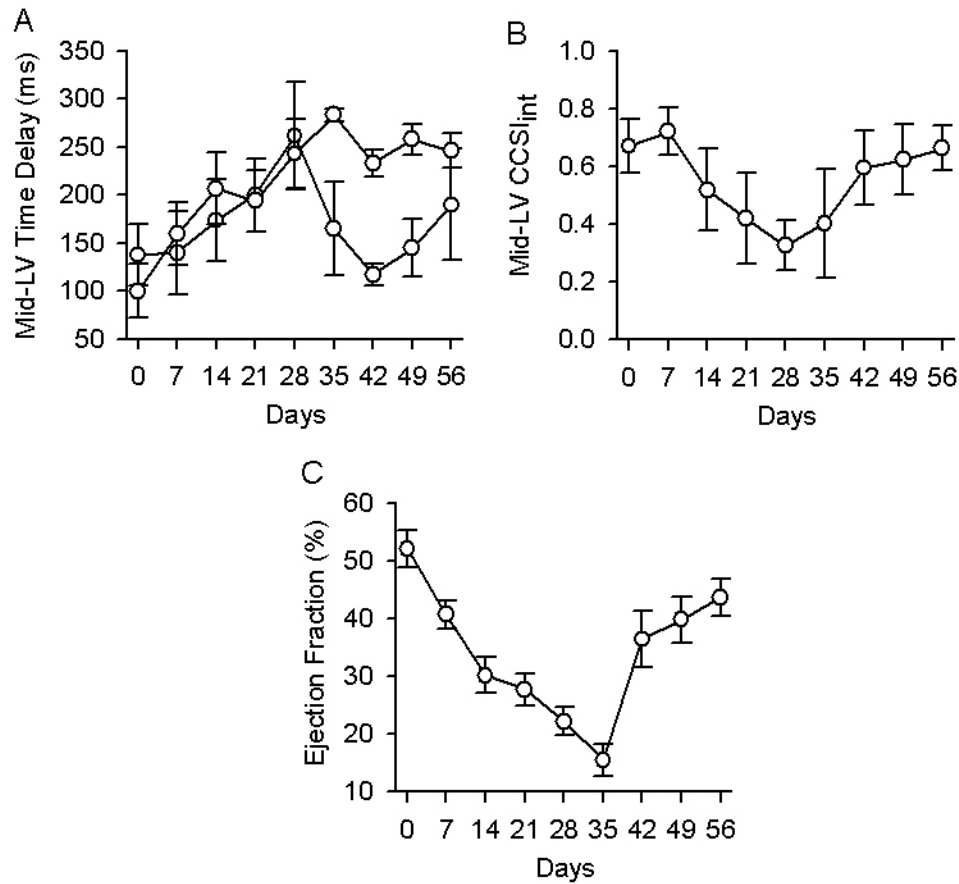 A
Mid-LV Time Delay (ms)
350
300
250
200
150
100
50
0 7 14 21 28 35 42 49 56
Days
B
Mid-LV CCSIint
1.0
0.8
0.6
0.4
0.2
0.0
0 7 14 21 28 35 42 49 56
Days
C
Ejection Fraction (%)
60
50
40
30
20
10
0 7 14 21 28 35 42 49 56
Days